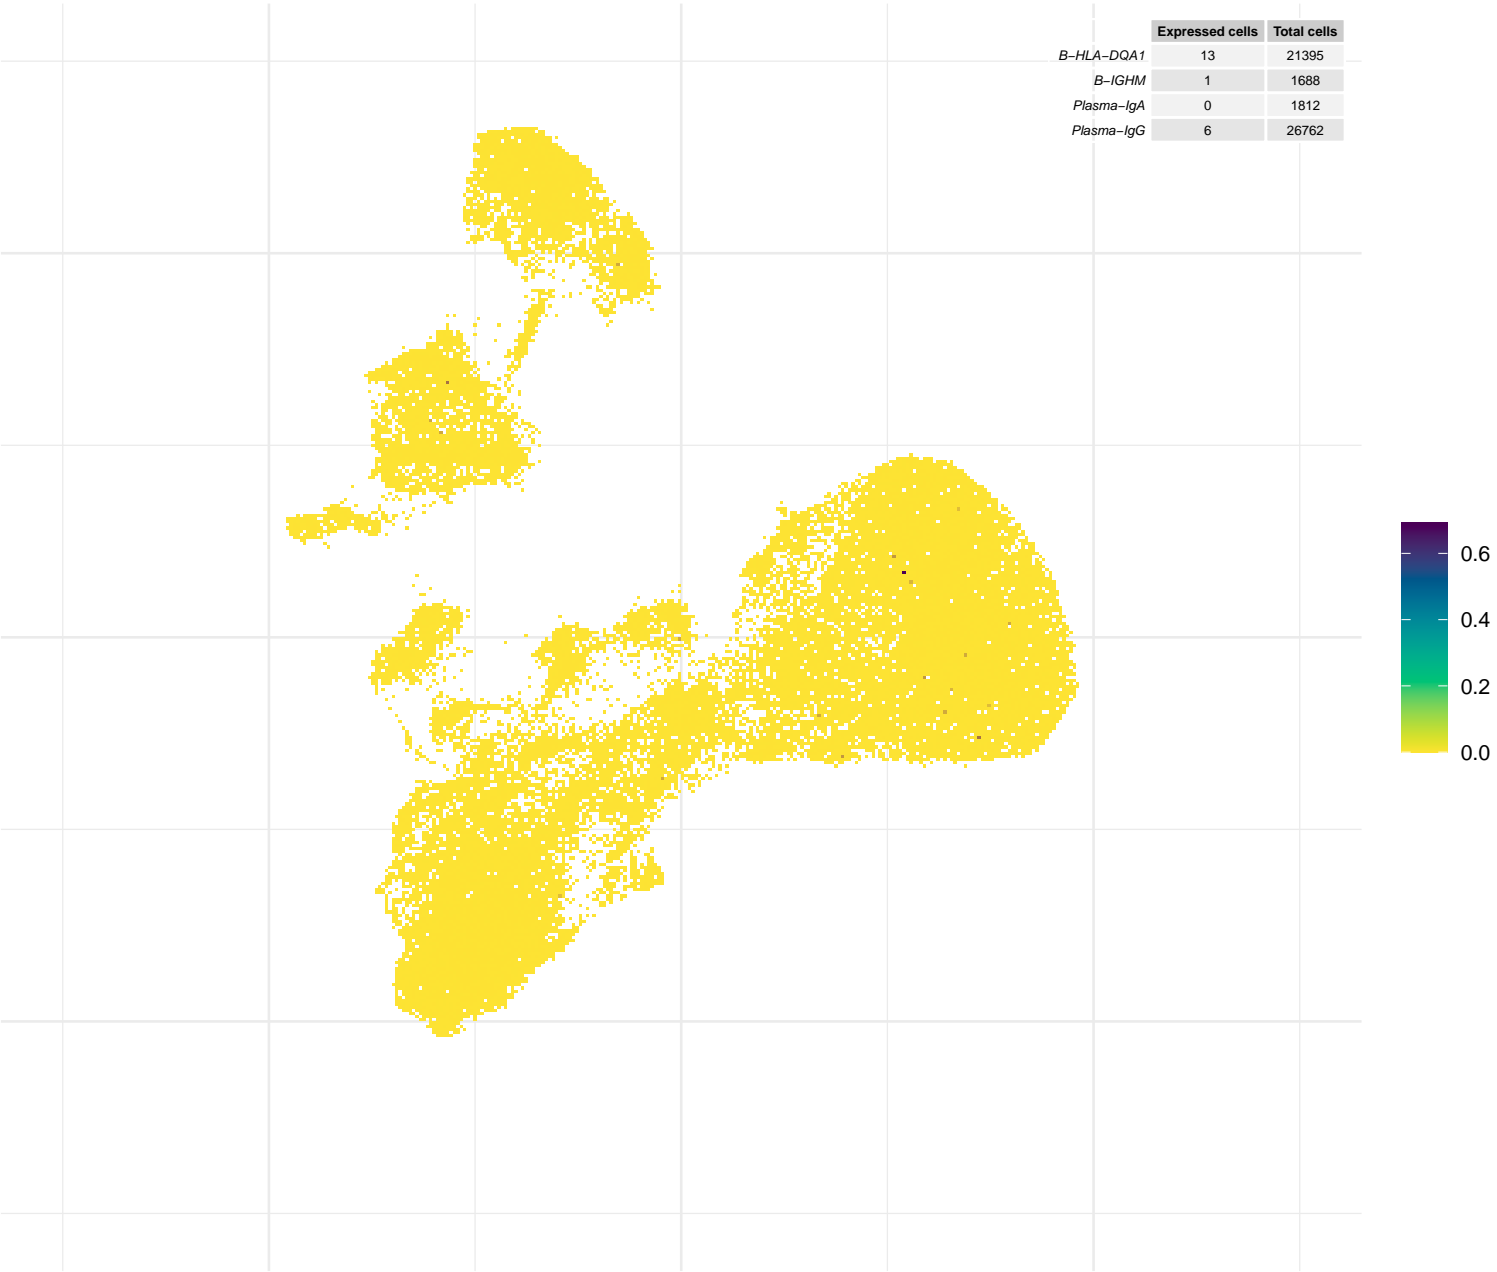 Expressed cells Total cells
B−HLA−DQA1 13 21395
B−IGHM 1 1688
Plasma−IgA 0 1812
Plasma−IgG 6 26762
0.6
0.4
0.2
0.0